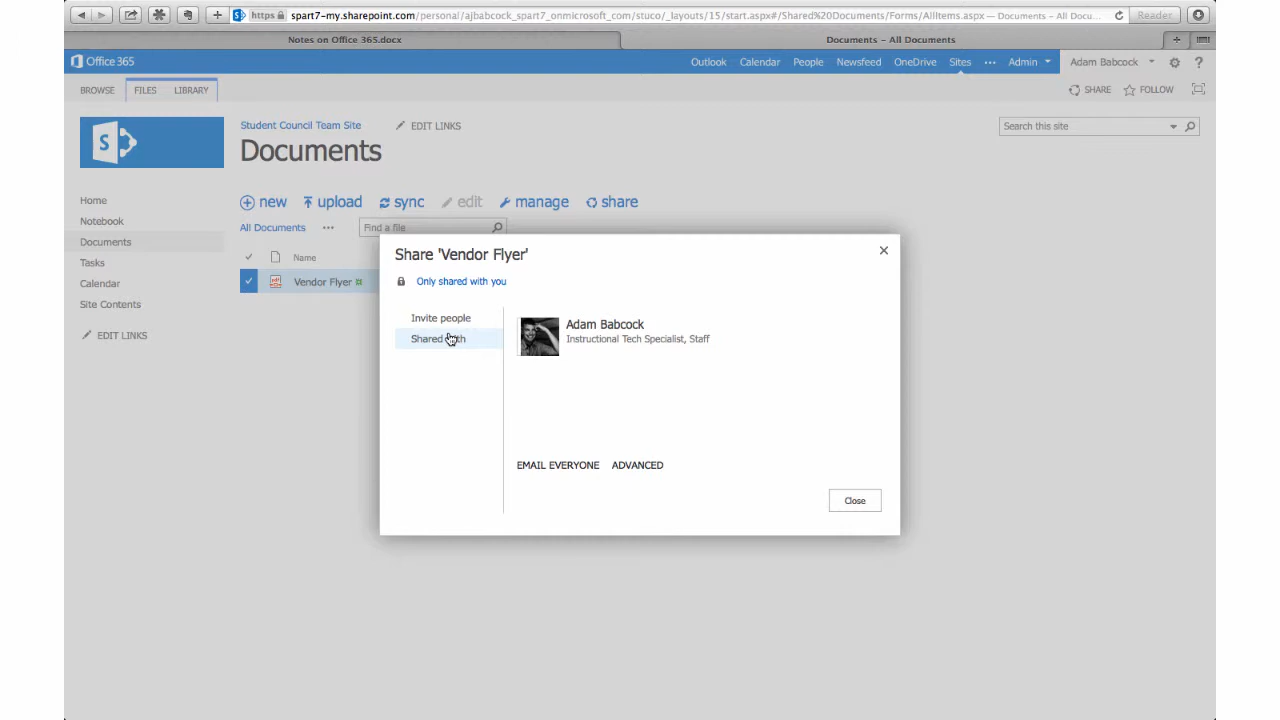 https spart7-my.sharepoint.com/personal/ajbabcock_spart7_onmicrosoft_com/stuco/_layouts/15/start.aspx#/Shared%20Documents/Forms/AllItems.aspx — Documents – All Docu... Reader
Notes on Office 365.docx Documents – All Documents
Office 365 Outlook Calendar People Newsfeed OneDrive Sites ... Admin Adam Babcock ?
BROWSE FILES LIBRARY SHARE FOLLOW
Student Council Team Site EDIT LINKS Search this site
Documents
Home
Notebook
Documents
Tasks
Calendar
Site Contents
EDIT LINKS
new upload sync edit manage share
All Documents ... Find a file
Name
Vendor Flyer
Share 'Vendor Flyer'
Only shared with you
Invite people
Shared with
Adam Babcock
Instructional Tech Specialist, Staff
EMAIL EVERYONE ADVANCED
Close